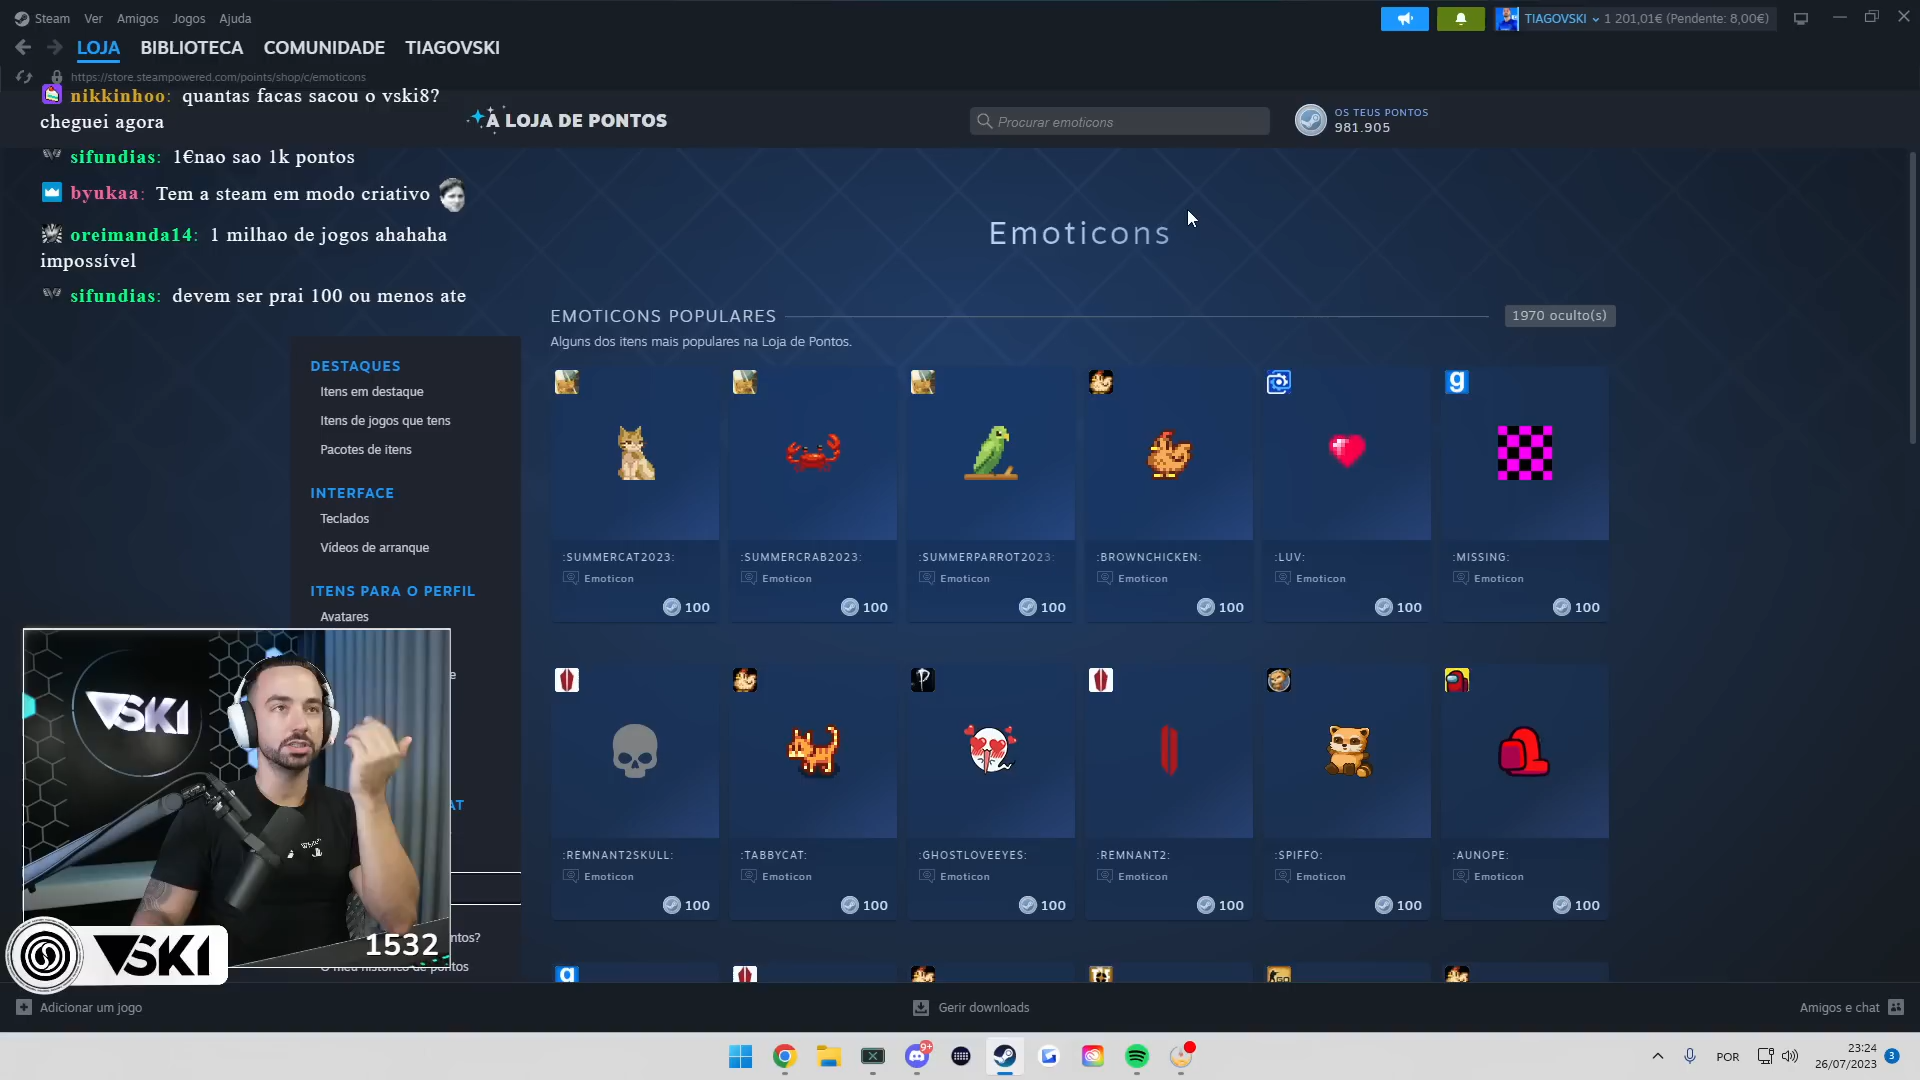 Steam Ver Amigos Jogos Ajuda
TIAGOVSKI 1 201,01€ (Pendente: 8,00€)
LOJA BIBLIOTECA COMUNIDADE TIAGOVSKI
https://store.steampowered.com/points/shop/c/emoticons
nikkinhoo: quantas facas sacou o vski8?
cheguei agora
sifundias: 1€nao sao 1k pontos
byukaa: Tem a steam em modo criativo
oreimanda14: 1 milhao de jogos ahahaha
impossível
sifundias: devem ser prai 100 ou menos ate
A LOJA DE PONTOS
Procurar emoticons
OS TEUS PONTOS
981.905
Emoticons
EMOTICONS POPULARES
1970 oculto(s)
Alguns dos itens mais populares na Loja de Pontos.
DESTAQUES
Itens em destaque
Itens de jogos que tens
Pacotes de itens
INTERFACE
Teclados
Vídeos de arranque
ITENS PARA O PERFIL
Avatares
AT
ntos?
O meu histórico de pontos
:SUMMERCAT2023: :SUMMERCRAB2023: :SUMMERPARROT2023: :BROWNCHICKEN: :LUV: :MISSING:
Emoticon Emoticon Emoticon Emoticon Emoticon Emoticon
100 100 100 100 100 100
:REMNANT2SKULL: :TABBYCAT: :GHOSTLOVEEYES: :REMNANT2: :SPIFFO: :AUNOPE:
Emoticon Emoticon Emoticon Emoticon Emoticon Emoticon
100 100 100 100 100 100
VSKI
1532
VSKI
Adicionar um jogo
Gerir downloads
Amigos e chat
9+
POR
23:24
26/07/2023
3